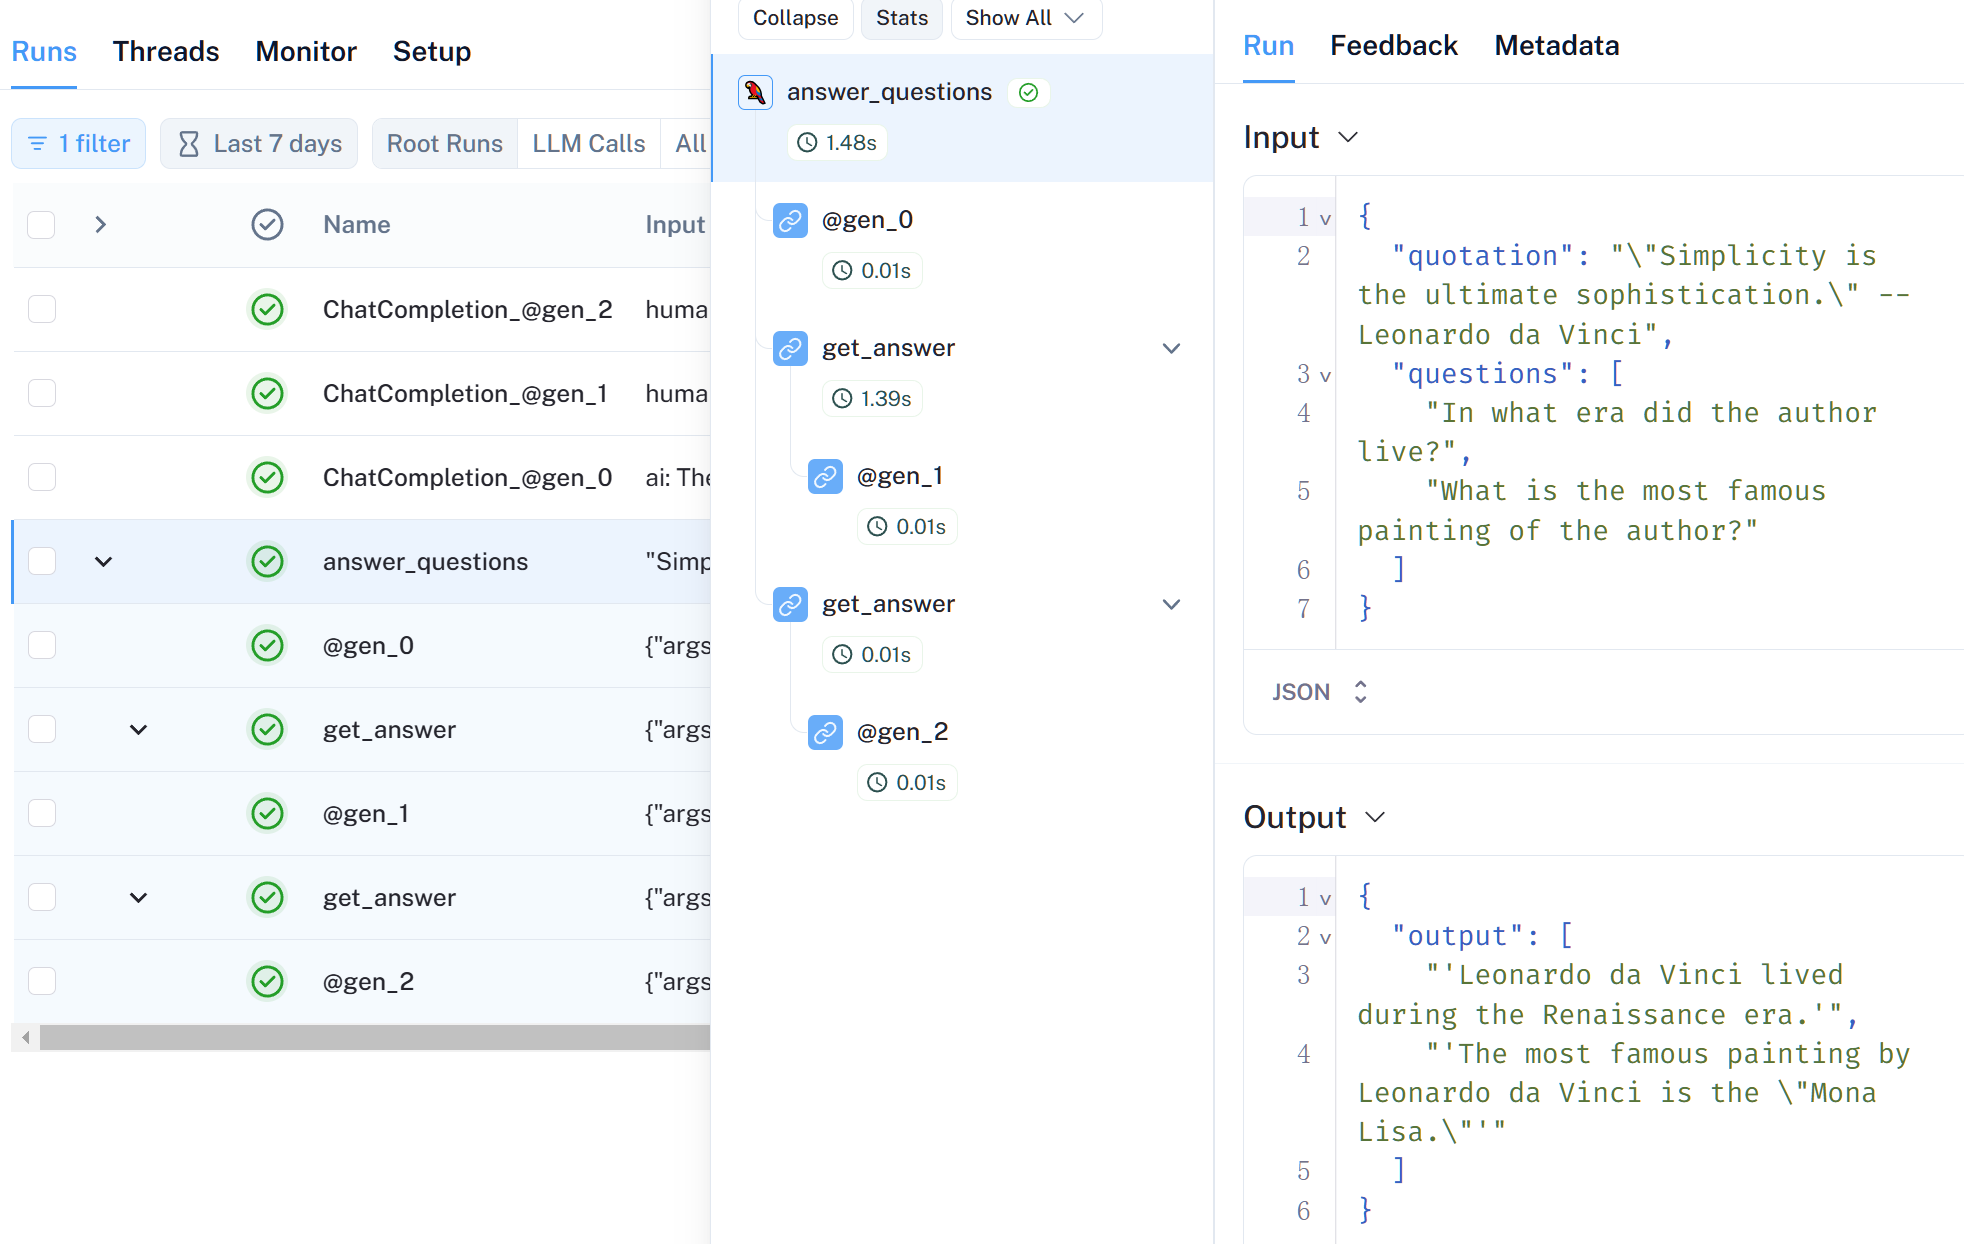 Runs Threads Monitor Setup
1 filter Last 7 days Root Runs LLM Calls All
Name Input
ChatCompletion_@gen_2 huma
ChatCompletion_@gen_1 huma
ChatCompletion_@gen_0 ai: The
answer_questions "Simp
@gen_0 {"args
get_answer {"args
@gen_1 {"args
get_answer {"args
@gen_2 {"args
Collapse Stats Show All
answer_questions
1.48s
@gen_0
0.01s
get_answer
1.39s
@gen_1
0.01s
get_answer
0.01s
@gen_2
0.01s
Run Feedback Metadata
Input
1 v {
2 "quotation": "\"Simplicity is
the ultimate sophistication.\" --
Leonardo da Vinci",
3 v "questions": [
4 "In what era did the author
live?",
5 "What is the most famous
painting of the author?"
6 ]
7 }
JSON
Output
1 v {
2 v "output": [
3 "'Leonardo da Vinci lived
during the Renaissance era.'",
4 "'The most famous painting by
Leonardo da Vinci is the \"Mona
Lisa.\"'"
5 ]
6 }